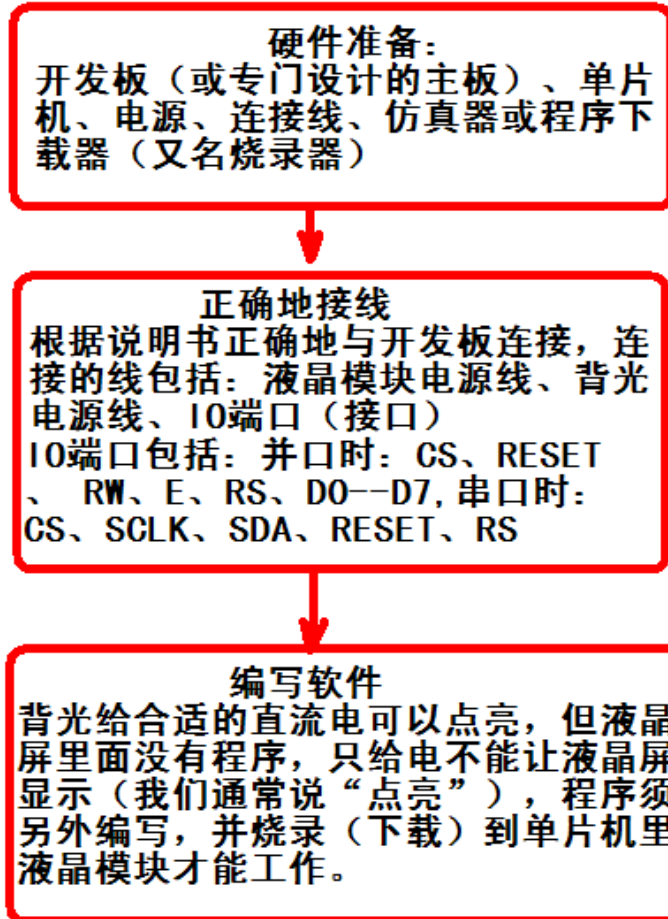 硬件准备:
开发板（或专门设计的主板）、单片
机、电源、连接线、仿真器或程序下
载器（又名烧录器）
正确地接线
根据说明书正确地与开发板连接，连
接的线包括：液晶模块电源线、背光
电源线、IO端口（接口）
IO端口包括：并口时：CS、RESET
、 RW、E、RS、D0--D7,串口时：
CS、SCLK、SDA、RESET、RS
编写软件
背光给合适的直流电可以点亮，但液晶
屏里面没有程序，只给电不能让液晶屏
显示（我们通常说“点亮”），程序须
另外编写，并烧录（下载）到单片机里
液晶模块才能工作。